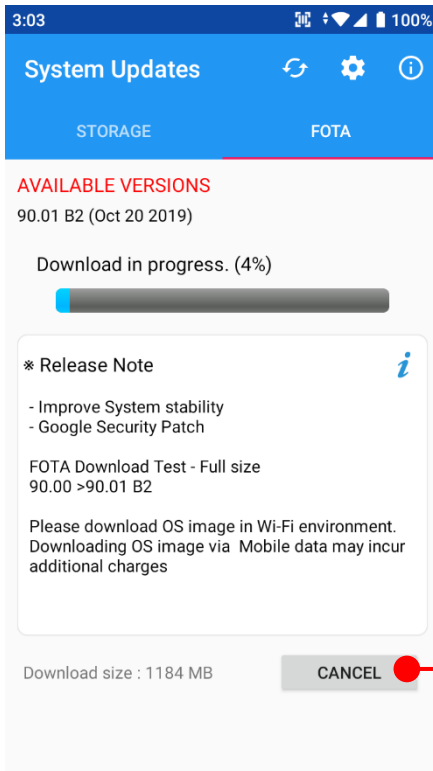 3:03 100%
System Updates
STORAGE FOTA
AVAILABLE VERSIONS
90.01 B2 (Oct 20 2019)
Download in progress. (4%)
※ Release Note
- Improve System stability
- Google Security Patch
FOTA Download Test - Full size
90.00 >90.01 B2
Please download OS image in Wi-Fi environment.
Downloading OS image via  Mobile data may incur
additional charges
Download size : 1184 MB CANCEL